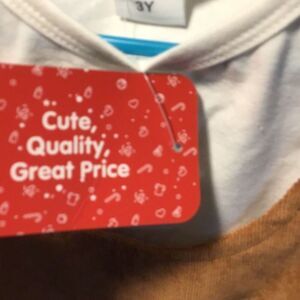 3Y
Cute,
Quality,
Great Price